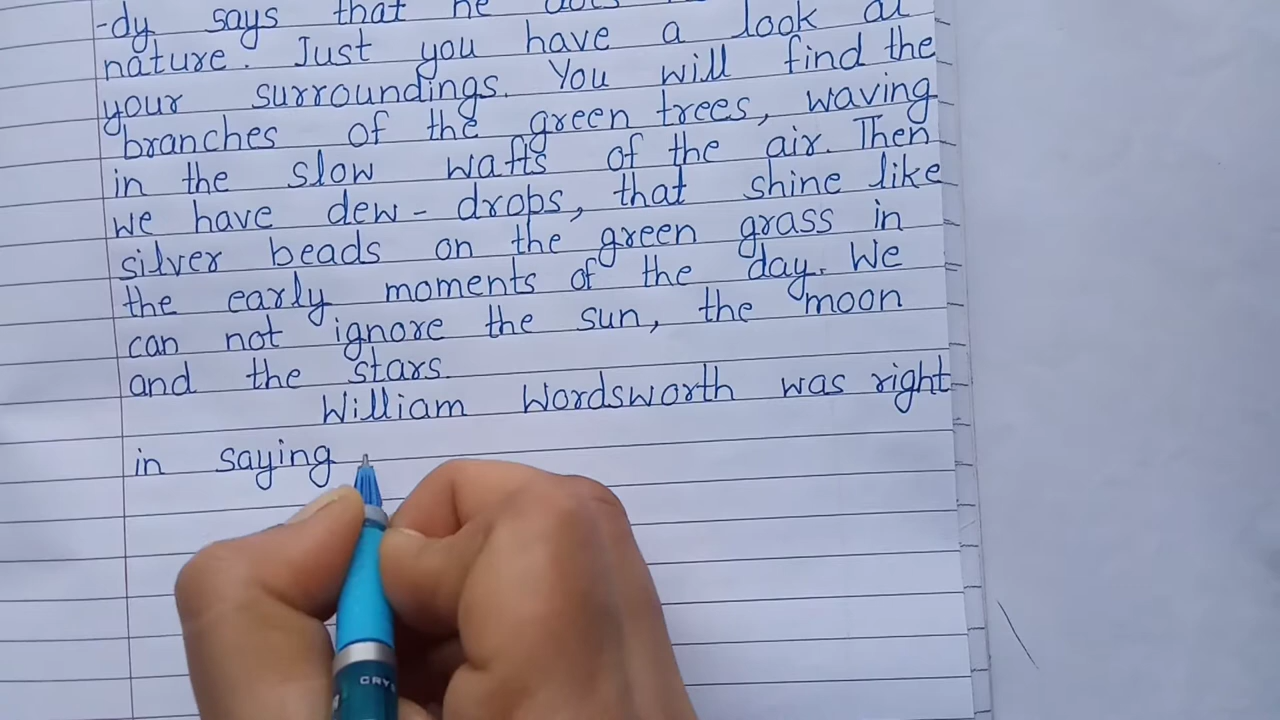 -dy says that he does
nature. Just you have a look at
your surroundings. You will find the
branches of the green trees, waving
in the slow wafts of the air. Then
we have dew - drops, that shine like
silver beads on the green grass in
the early moments of the day. We
can not ignore the sun, the moon
and the stars.
William Wordsworth was right
in saying
CRY